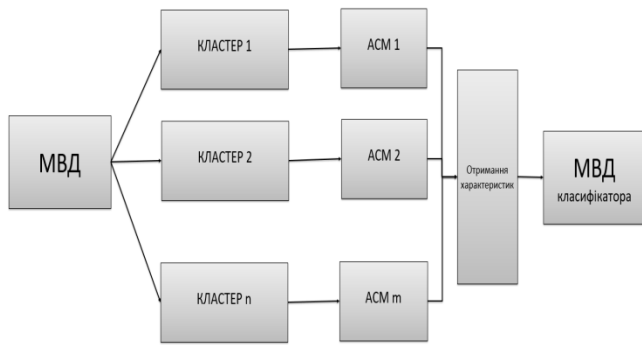 МВД
КЛАСТЕР 1
АСМ 1
КЛАСТЕР 2
АСМ 2
КЛАСТЕР n
АСМ m
Отримання
характеристик
МВД
класифікатора